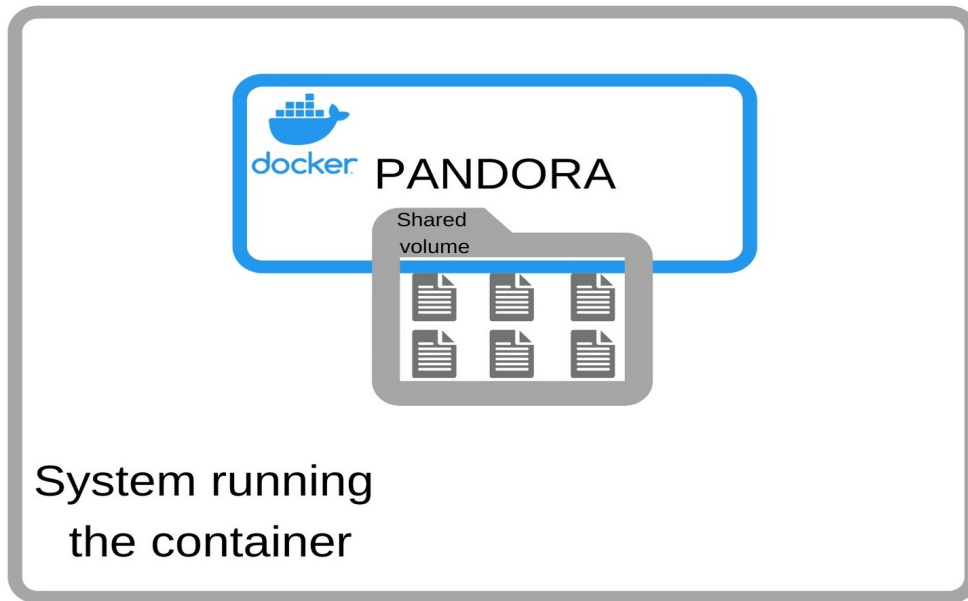 docker
PANDORA
Shared
volume
System running
the container